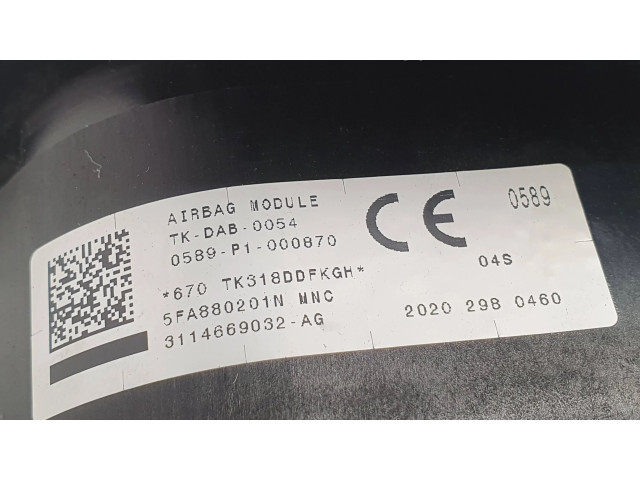 AIRBAG MODULE
TK-DAB-0054
0589-P1-000870
CE 0589
*670 TK318DDFKGH* 04S
5FA880201N MNC
3114669032-AG 2020 298 0460